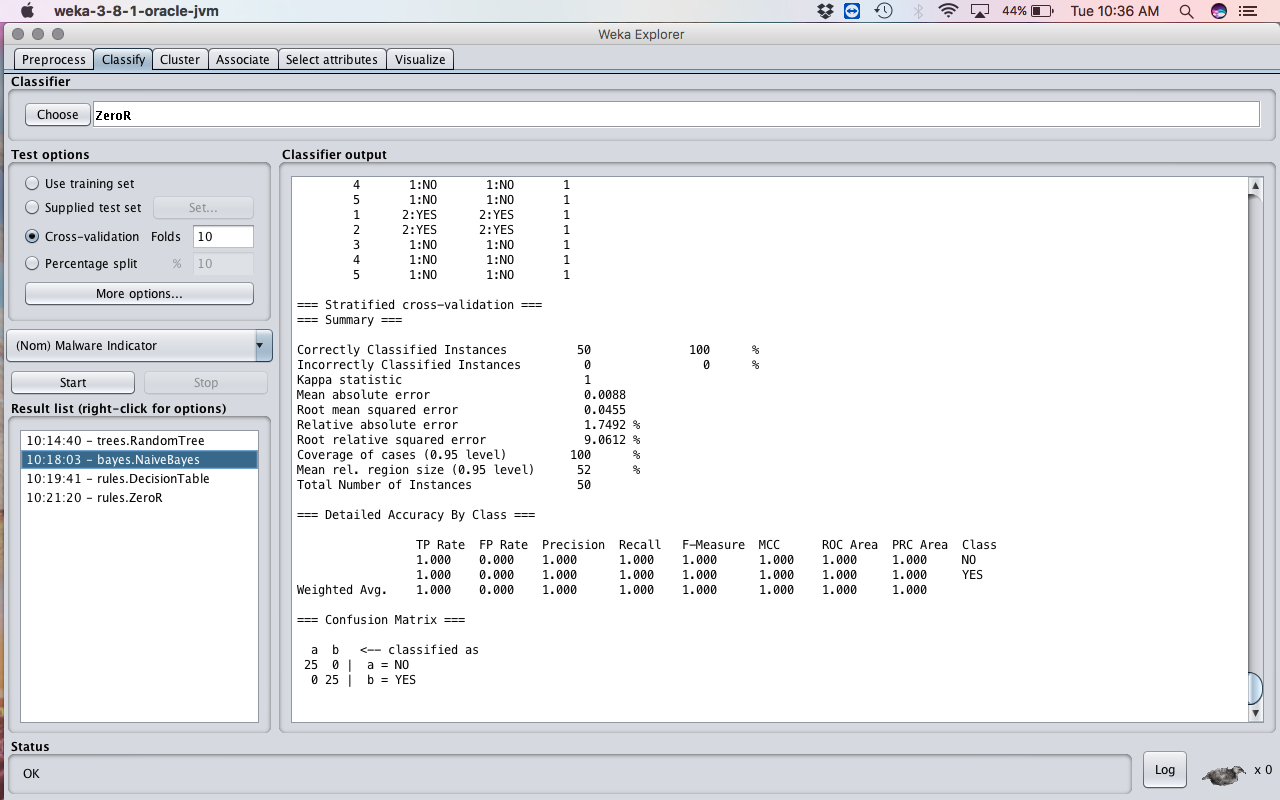 weka-3-8-1-oracle-jvm 44% Tue 10:36 AM
Weka Explorer
Preprocess Classify Cluster Associate Select attributes Visualize
Classifier
Choose ZeroR
Test options
Use training set
Supplied test set Set...
Cross-validation Folds 10
Percentage split % 10
More options...
(Nom) Malware Indicator
Start Stop
Result list (right-click for options)
10:14:40 - trees.RandomTree
10:18:03 - bayes.NaiveBayes
10:19:41 - rules.DecisionTable
10:21:20 - rules.ZeroR
Classifier output
4 1:NO 1:NO 1
5 1:NO 1:NO 1
1 2:YES 2:YES 1
2 2:YES 2:YES 1
3 1:NO 1:NO 1
4 1:NO 1:NO 1
5 1:NO 1:NO 1
=== Stratified cross-validation ===
=== Summary ===
Correctly Classified Instances 50 100 %
Incorrectly Classified Instances 0 0 %
Kappa statistic 1
Mean absolute error 0.0088
Root mean squared error 0.0455
Relative absolute error 1.7492 %
Root relative squared error 9.0612 %
Coverage of cases (0.95 level) 100 %
Mean rel. region size (0.95 level) 52 %
Total Number of Instances 50
=== Detailed Accuracy By Class ===
TP Rate FP Rate Precision Recall F-Measure MCC ROC Area PRC Area Class
1.000 0.000 1.000 1.000 1.000 1.000 1.000 1.000 NO
1.000 0.000 1.000 1.000 1.000 1.000 1.000 1.000 YES
Weighted Avg. 1.000 0.000 1.000 1.000 1.000 1.000 1.000 1.000
=== Confusion Matrix ===
a b <-- classified as
25 0 | a = NO
0 25 | b = YES
Status
OK
Log x 0